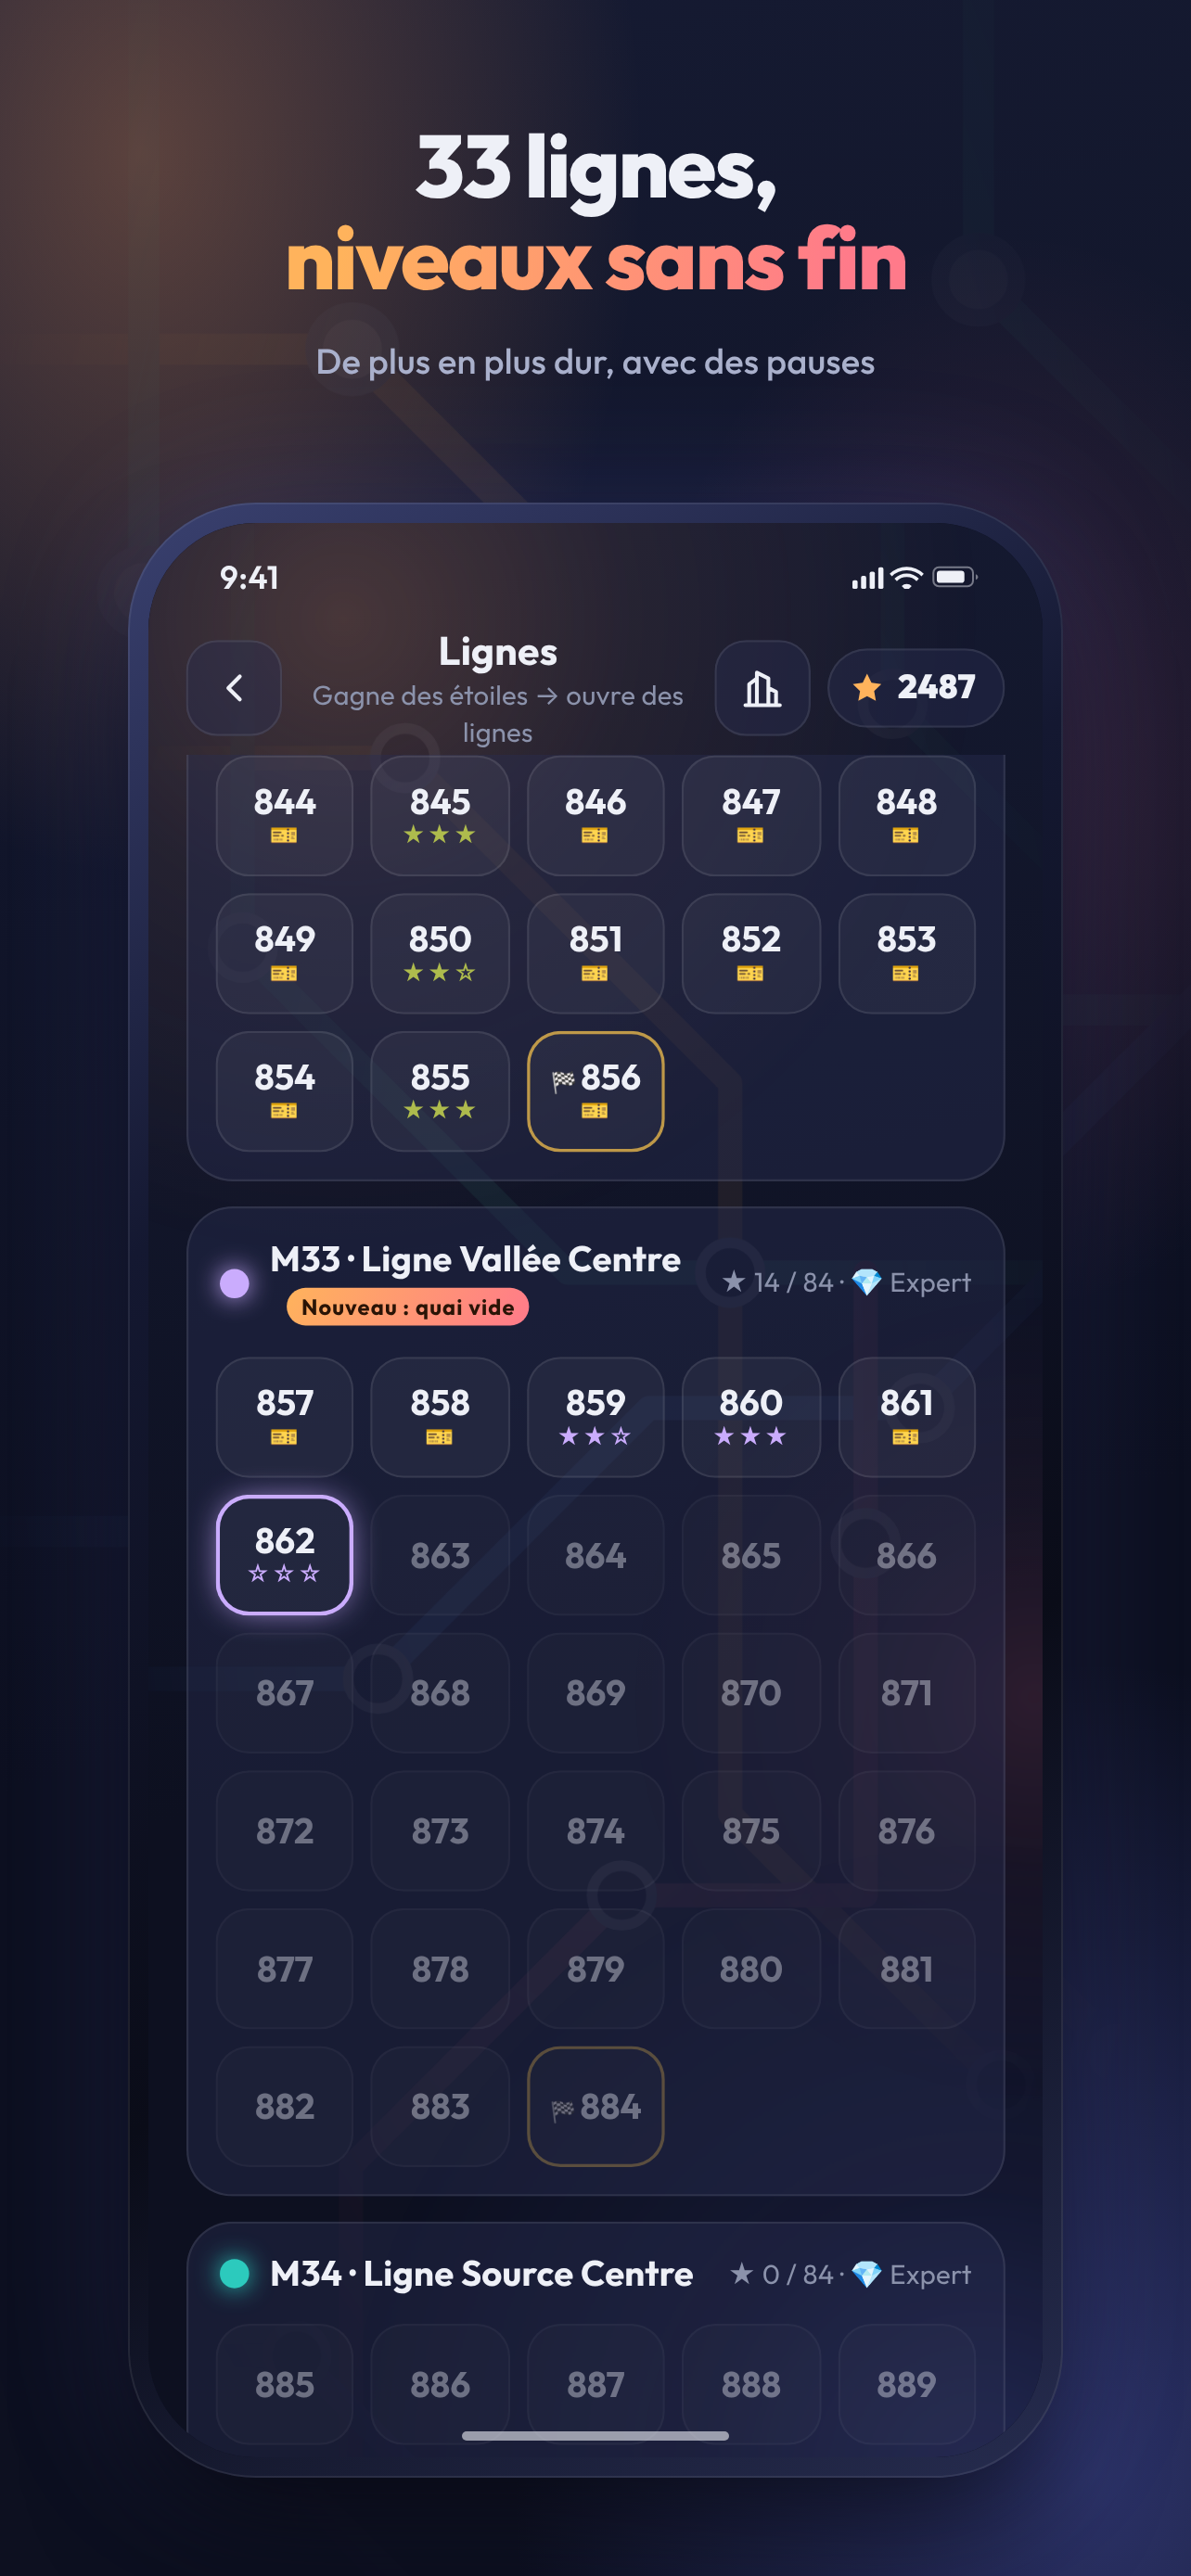 33 lignes,
niveaux sans fin
De plus en plus dur, avec des pauses
9:41
Lignes
Gagne des étoiles → ouvre des
lignes
★ 2487
844 845 846 847 848
🎫 ★★★ 🎫 🎫 🎫
849 850 851 852 853
🎫 ★★☆ 🎫 🎫 🎫
854 855 🏁856
🎫 ★★★ 🎫
M33 · Ligne Vallée Centre
Nouveau : quai vide
★ 14 / 84 · 💎 Expert
857 858 859 860 861
🎫 🎫 ★★☆ ★★★ 🎫
862 863 864 865 866
☆☆☆
867 868 869 870 871
872 873 874 875 876
877 878 879 880 881
882 883 🏁884
M34 · Ligne Source Centre ★ 0 / 84 · 💎 Expert
885 886 887 888 889